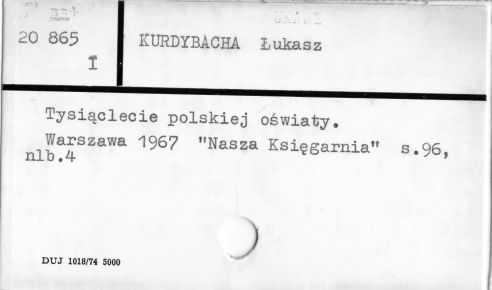 20 865
I
KURDYBACHA Łukasz
Tysiąclecie polskiej oświaty.
Warszawa 1967 "Nasza Księgarnia" s.96,
nlb.4
DUJ 1018/74 5000